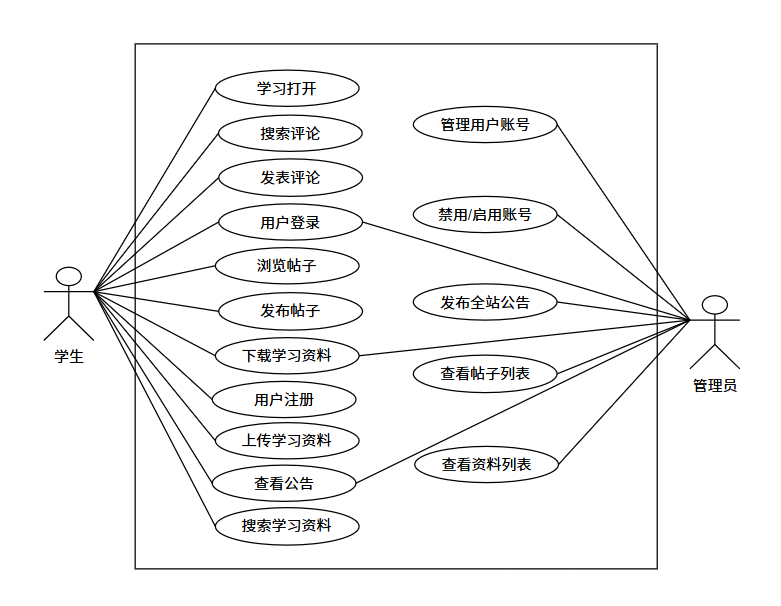 学习打开
搜索评论
发表评论
用户登录
浏览帖子
发布帖子
下载学习资料
用户注册
上传学习资料
查看公告
搜索学习资料
管理用户账号
禁用/启用账号
发布全站公告
查看帖子列表
查看资料列表
学生
管理员